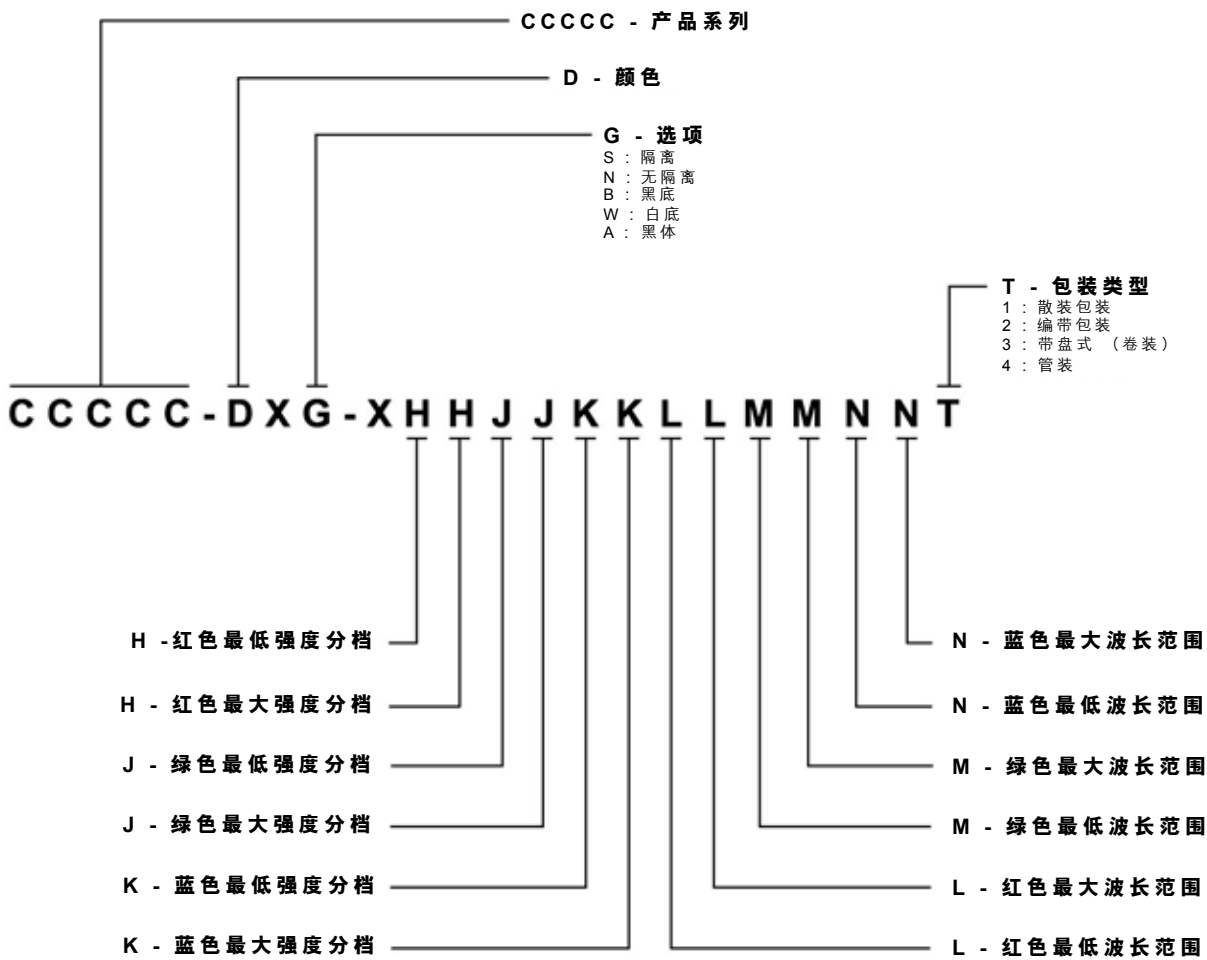 CCCCC - 产品系列
D - 颜色
G - 选项
S : 隔离
N : 无隔离
B : 黑底
W : 白底
A : 黑体
T - 包装类型
1 : 散装包装
2 : 编带包装
3 : 带盘式 (卷装)
4 : 管装
CCCCC-DXG-XHHJJKKLLMMNNT
H -红色最低强度分档
N - 蓝色最大波长范围
H - 红色最大强度分档
N - 蓝色最低波长范围
J - 绿色最低强度分档
M - 绿色最大波长范围
J - 绿色最大强度分档
M - 绿色最低波长范围
K - 蓝色最低强度分档
L - 红色最大波长范围
K - 蓝色最大强度分档
L - 红色最低波长范围